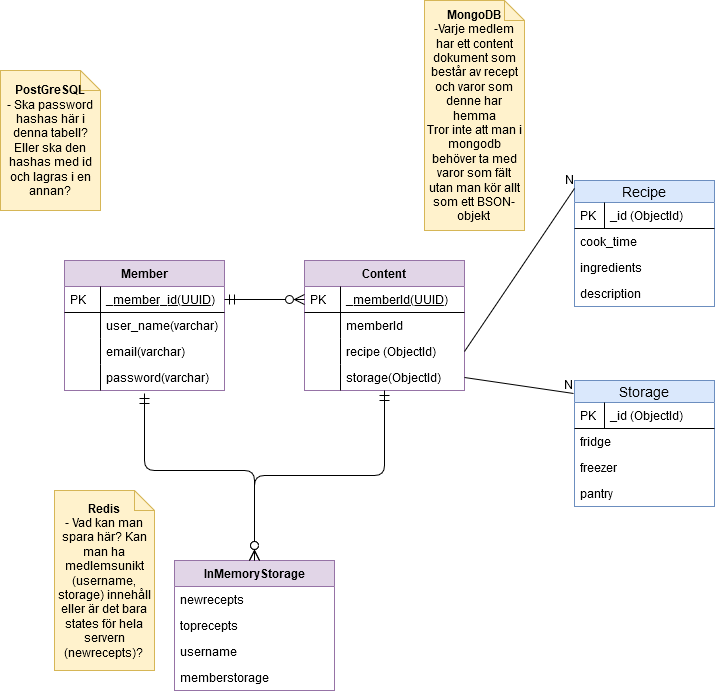 MongoDB
-Varje medlem
har ett content
dokument som
består av recept
och varor som
denne har
hemma
Tror inte att man i
mongodb
behöver ta med
varor som fält
utan man kör allt
som ett BSON-
objekt
PostGreSQL
- Ska password
hashas här i
denna tabell?
Eller ska den
hashas med id
och lagras i en
annan?
N
Recipe
PK _id (ObjectId)
cook_time
ingredients
description
Member
PK _member_id(UUID)
user_name(varchar)
email(varchar)
password(varchar)
Content
PK _memberId(UUID)
memberId
recipe (ObjectId)
storage(ObjectId)
N
Storage
PK _id (ObjectId)
fridge
freezer
pantry
Redis
- Vad kan man
spara här? Kan
man ha
medlemsunikt
(username,
storage) innehåll
eller är det bara
states för hela
servern
(newrecepts)?
InMemoryStorage
newrecepts
toprecepts
username
memberstorage